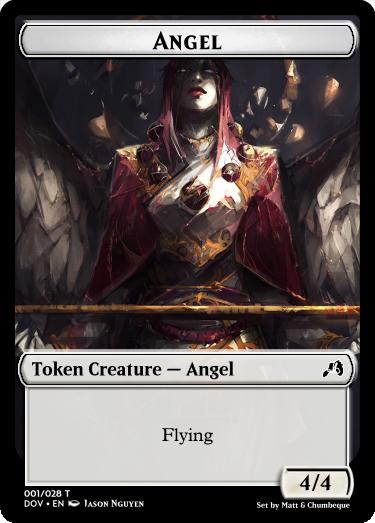 Angel
Token Creature — Angel
Flying
4/4
001/028 T
DOV • EN Jason Nguyen
Set by Matt & Chumbeque